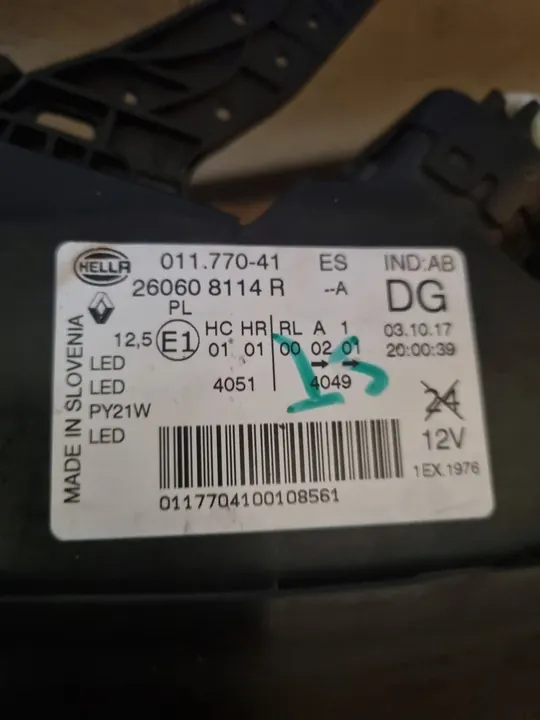 HELLA 011.770-41 ES IND:AB
26060 8114 R --A DG
PL
12,5 E1 HC HR RL A 1 03.10.17
01 01 00 02 01 20:00:39
LED
LED 4051 4049 24
PY21W
LED 12V
1EX.1976
0117704100108561
MADE IN SLOVENIA